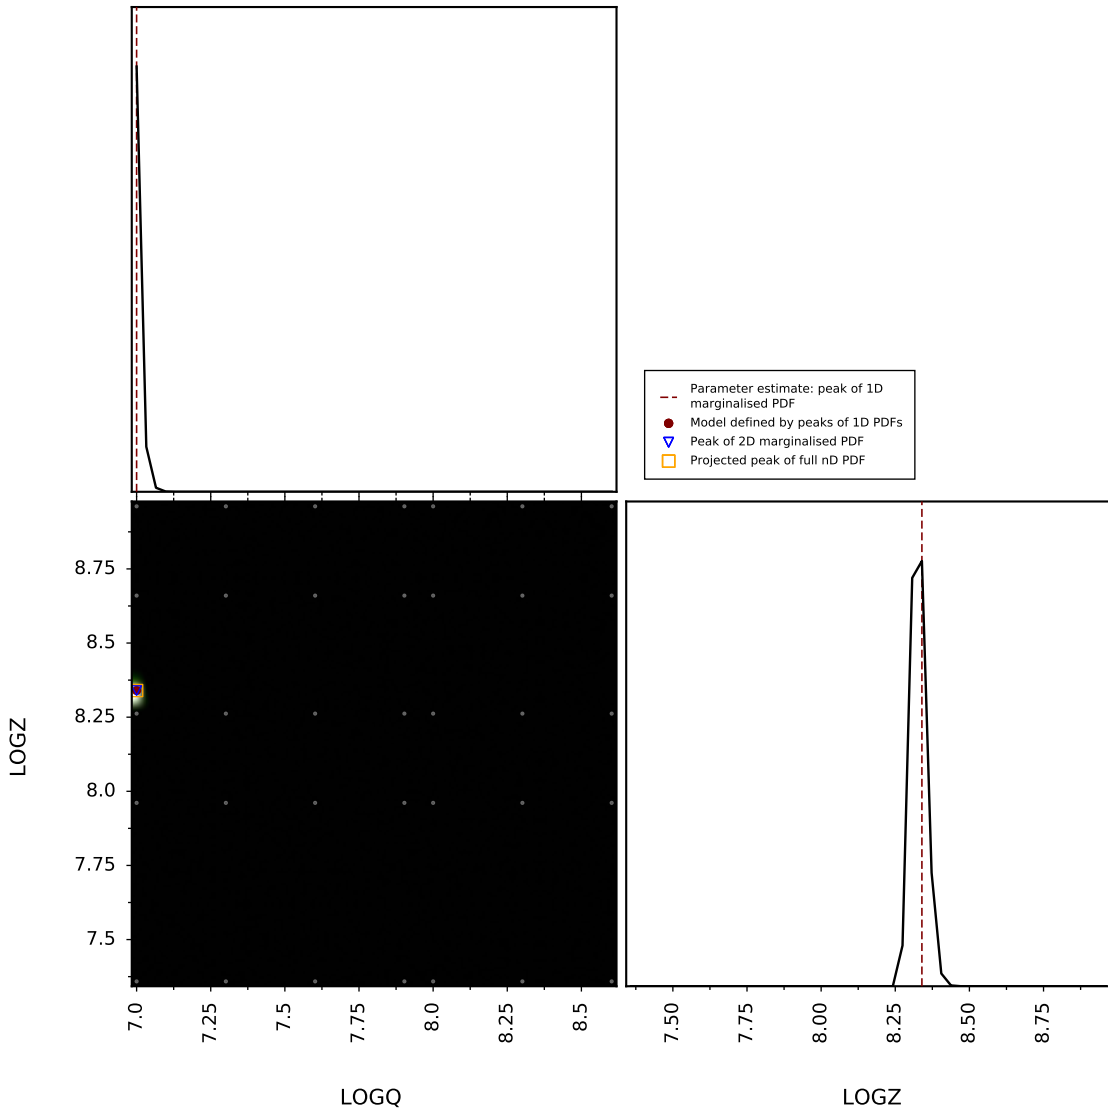 Parameter estimate: peak of 1D
marginalised PDF
Model defined by peaks of 1D PDFs
Peak of 2D marginalised PDF
Projected peak of full nD PDF
8.75
8.5
8.25
8.0
7.75
7.5
LOGZ
7.0
7.25
7.5
7.75
8.0
8.25
8.5
LOGQ
7.50
7.75
8.00
8.25
8.50
8.75
LOGZ